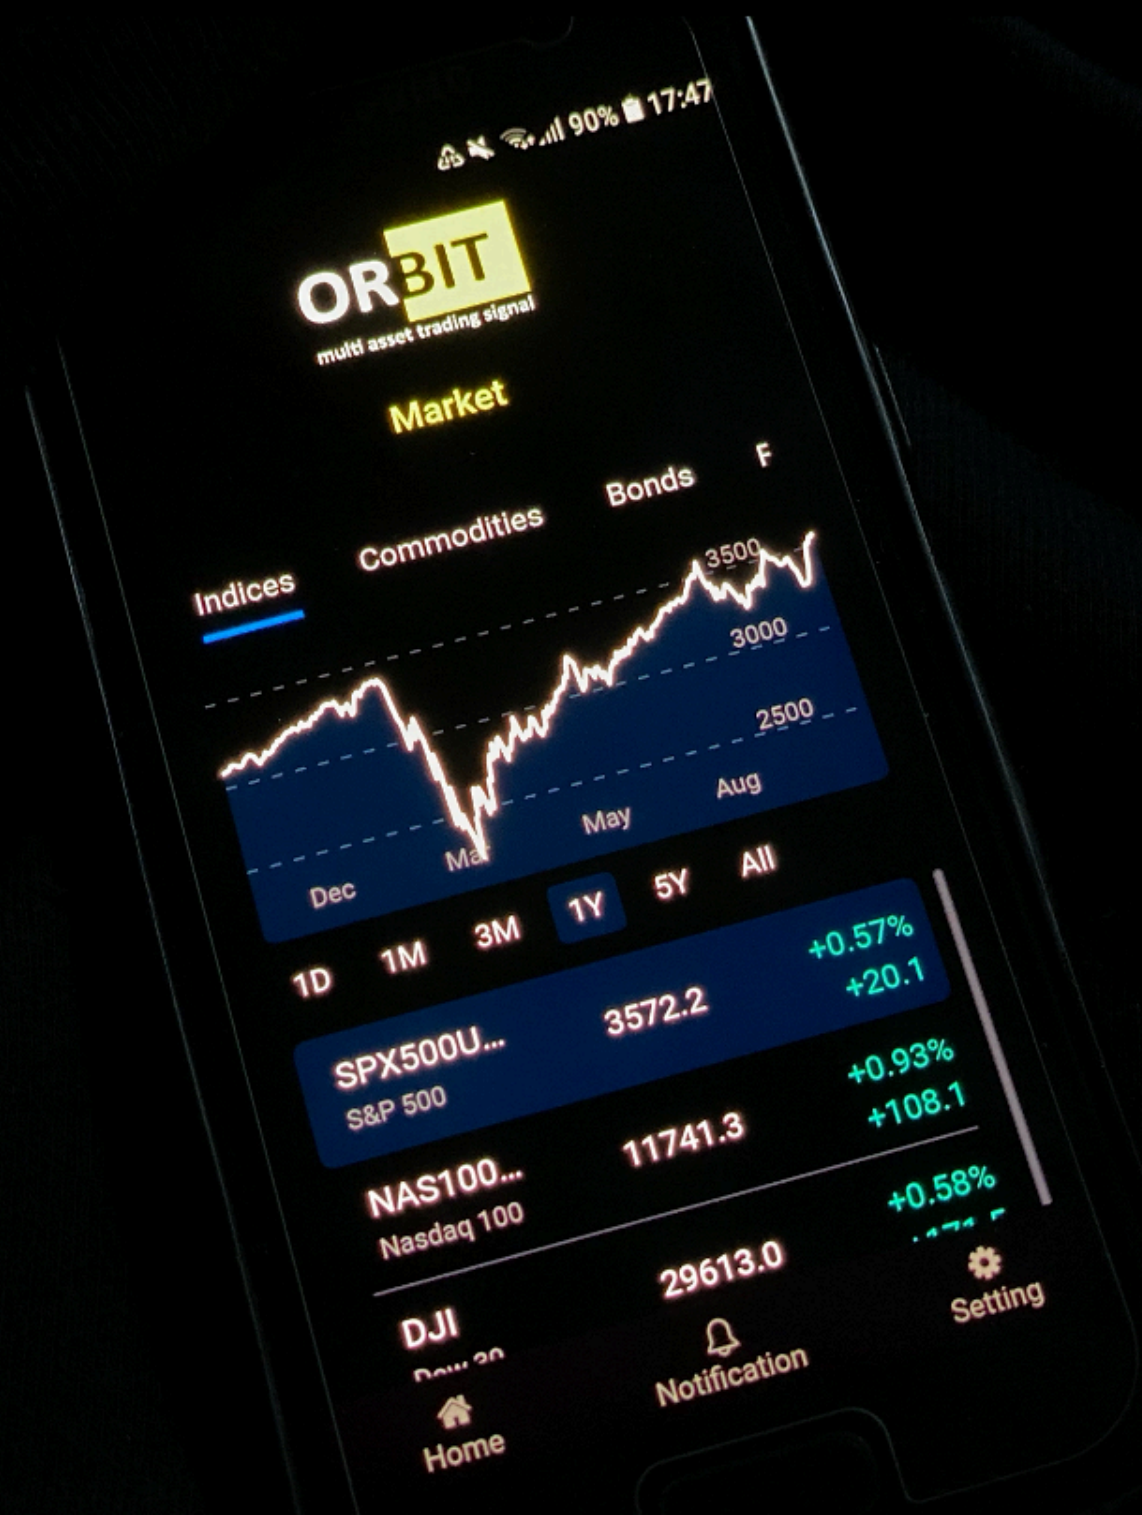 90% 17:47
ORBIT
multi asset trading signal
Market
Indices Commodities Bonds F
3500
3000
2500
Dec May Aug
1D 1M 3M 1Y 5Y All
SPX500U... 3572.2 +0.57%
S&P 500 +20.1
NAS100... 11741.3 +0.93%
Nasdaq 100 +108.1
DJI 29613.0 +0.58%
Home Notification Setting